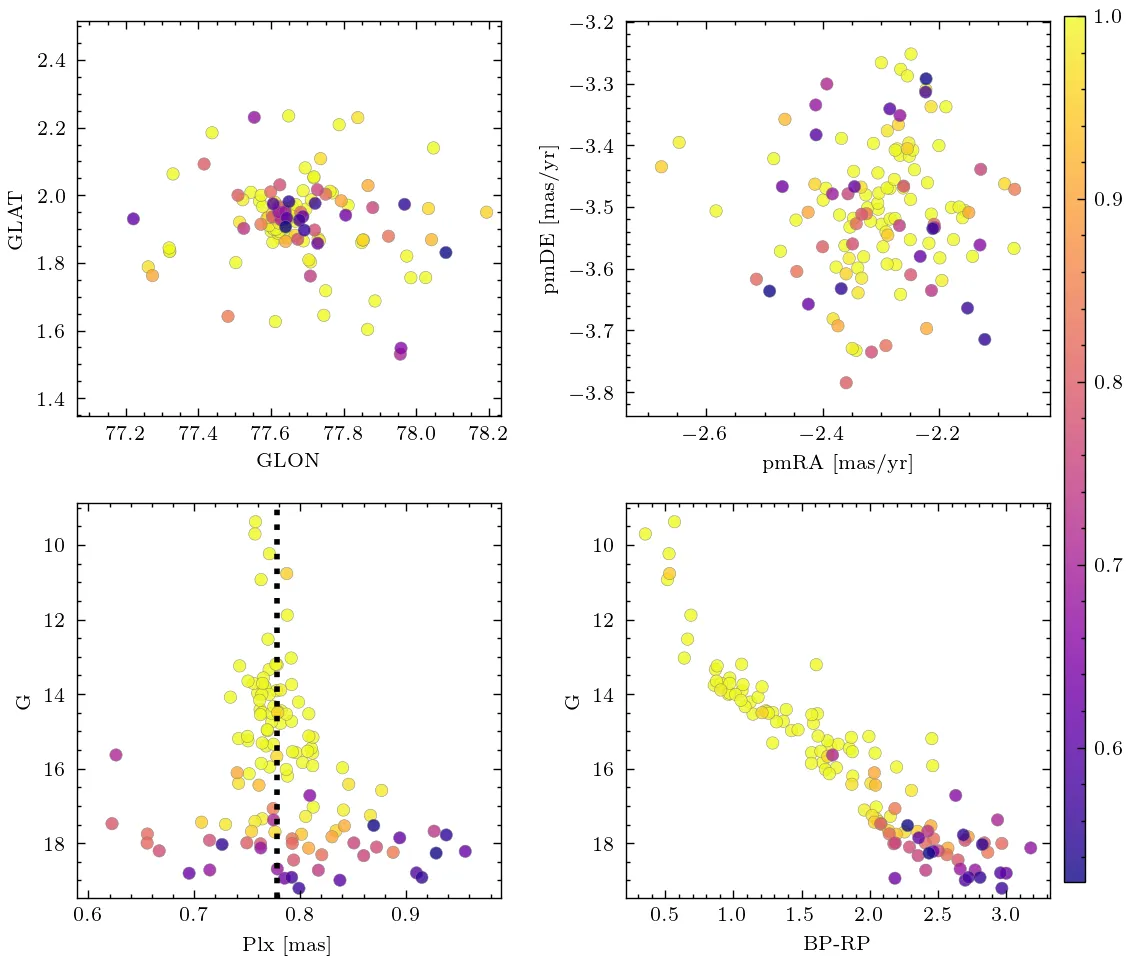 2.4
2.2
2.0
1.8
1.6
1.4
GLAT
77.2 77.4 77.6 77.8 78.0 78.2
GLON
−3.2
−3.3
−3.4
−3.5
−3.6
−3.7
−3.8
pmDE [mas/yr]
−2.6 −2.4 −2.2
pmRA [mas/yr]
1.0
0.9
0.8
0.7
0.6
10
12
14
16
18
G
0.6 0.7 0.8 0.9
Plx [mas]
10
12
14
16
18
G
0.5 1.0 1.5 2.0 2.5 3.0
BP-RP